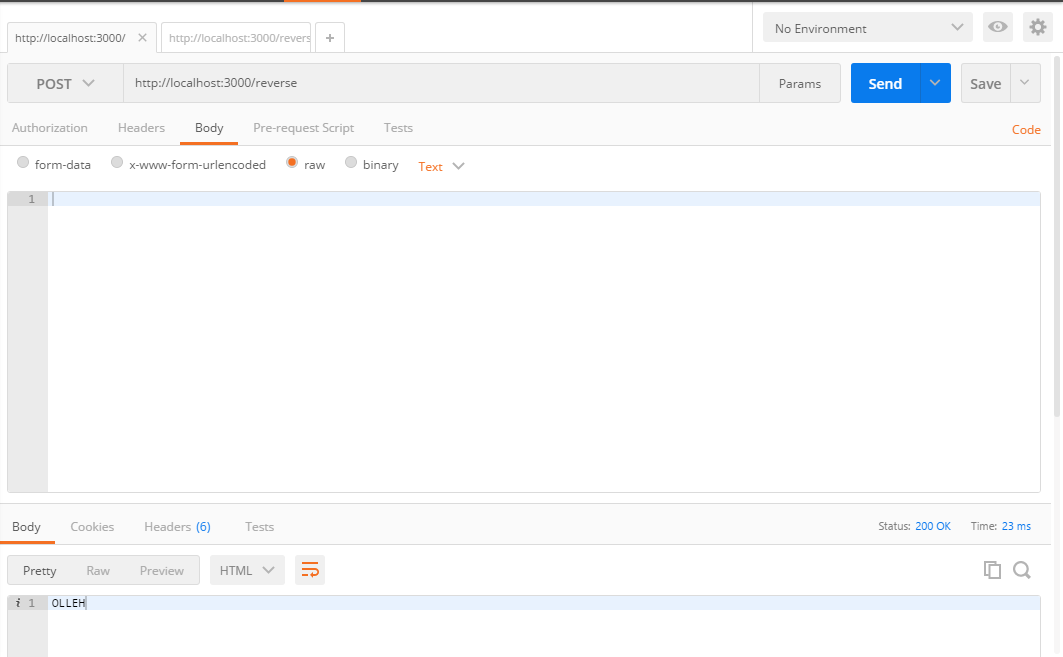 http://localhost:3000/ http://localhost:3000/revers + No Environment
POST http://localhost:3000/reverse Params Send Save
Authorization Headers Body Pre-request Script Tests Code
form-data x-www-form-urlencoded raw binary Text
1
Body Cookies Headers (6) Tests Status: 200 OK Time: 23 ms
Pretty Raw Preview HTML
i 1 OLLEH